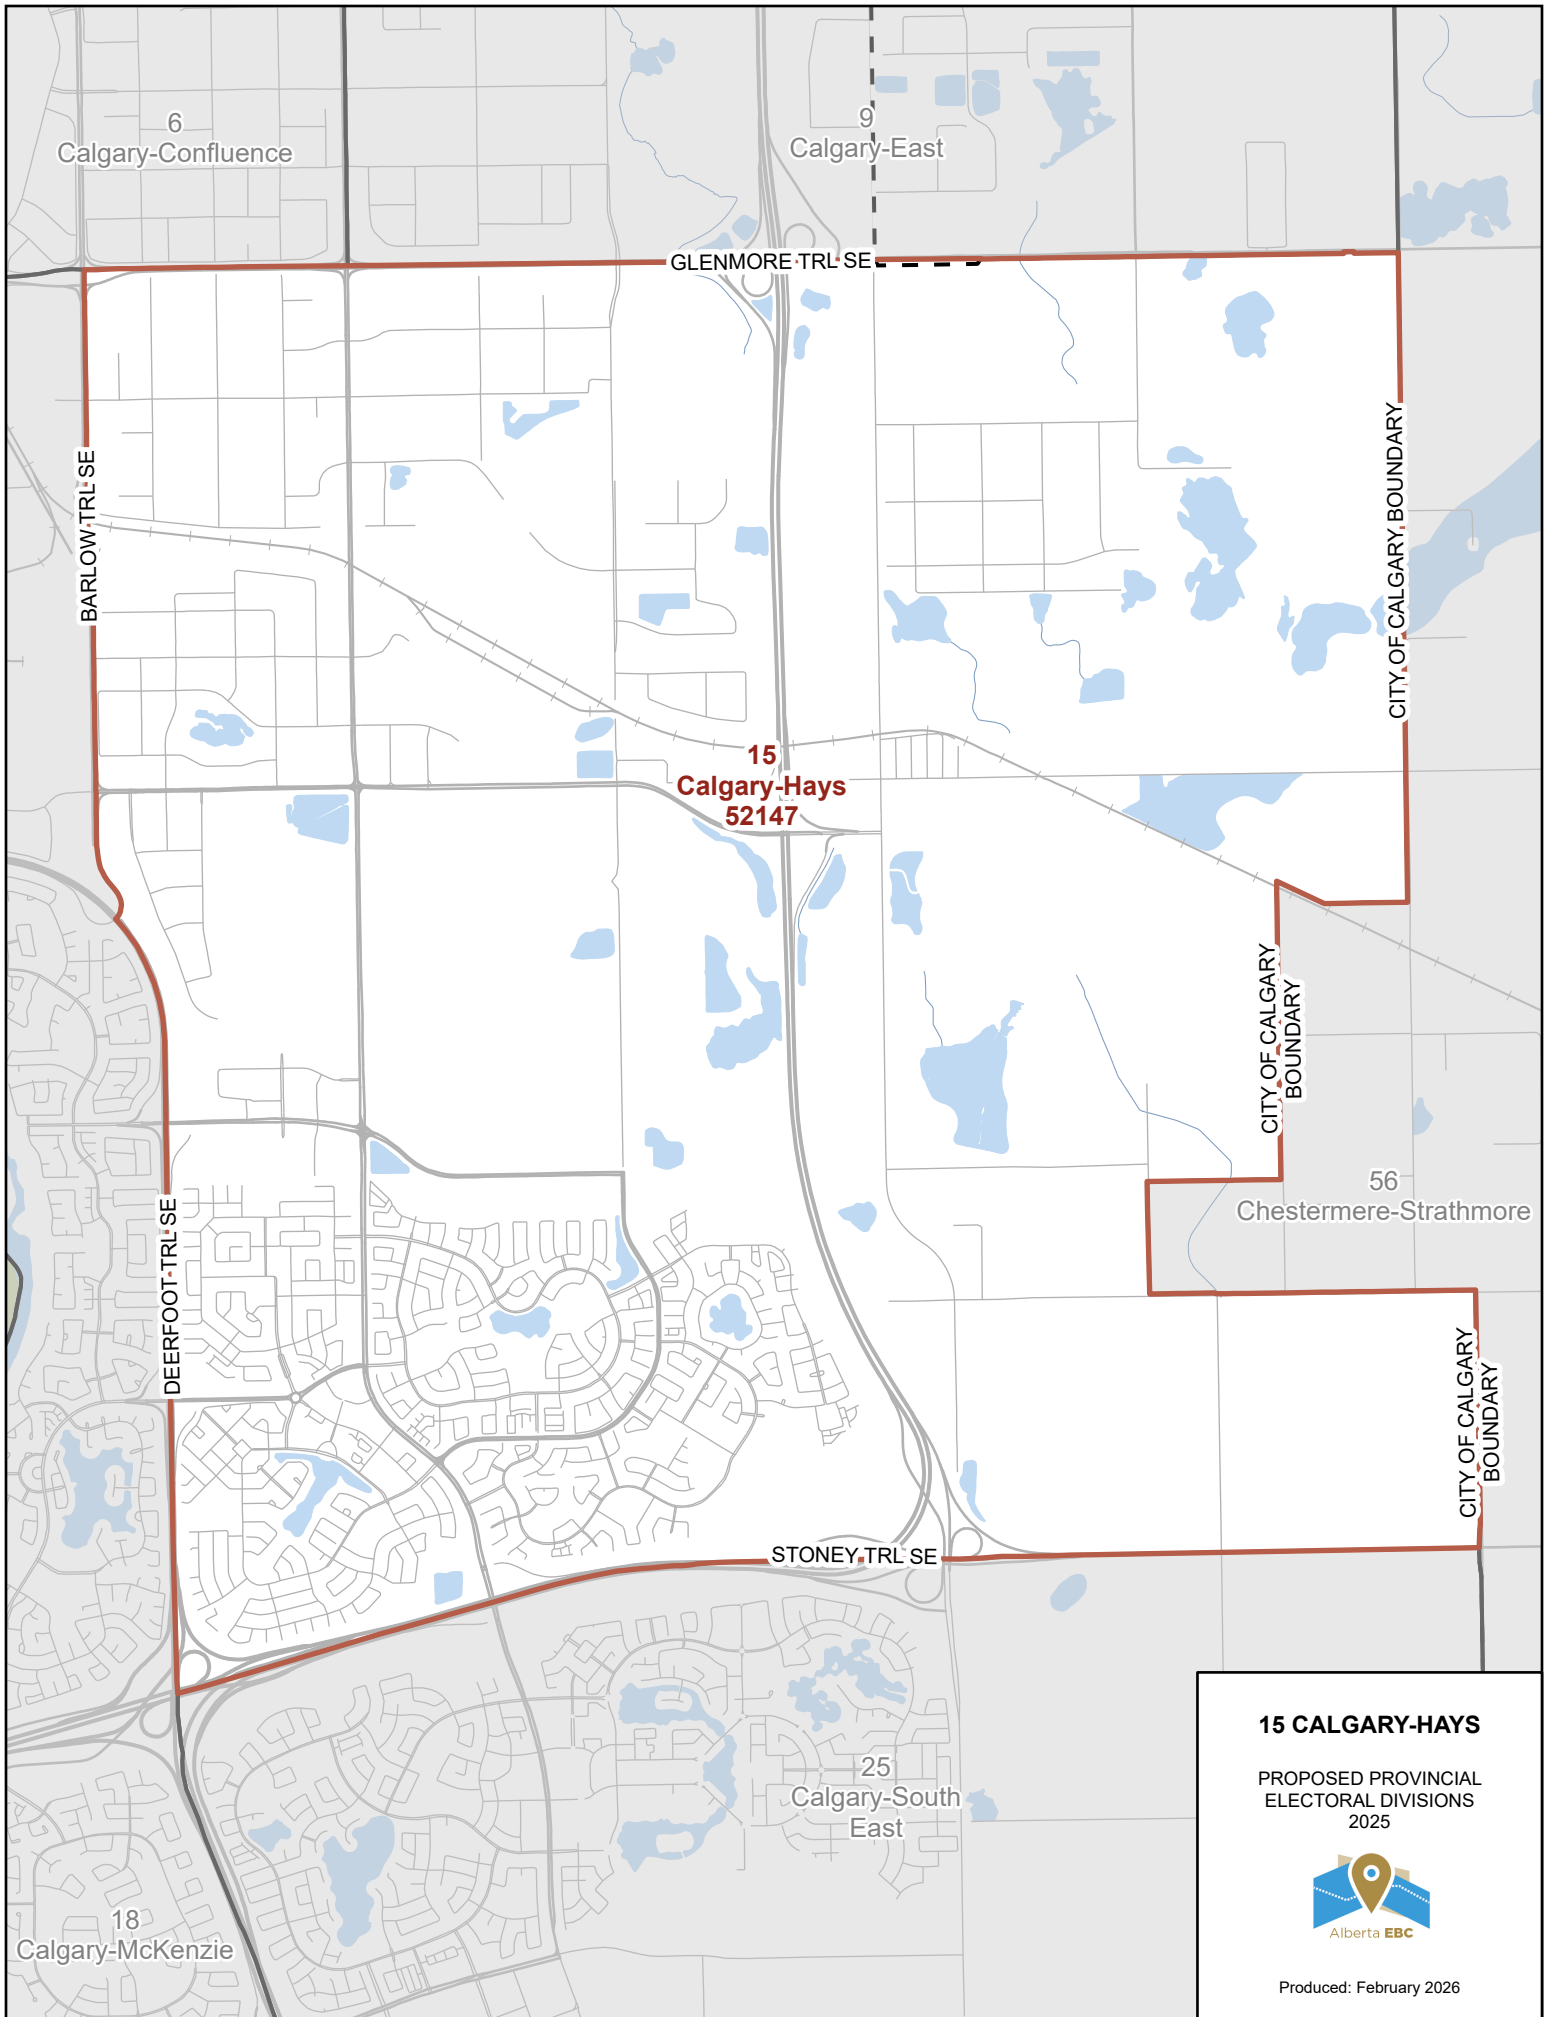 6
Calgary-Confluence
9
Calgary-East
GLENMORE TRL SE
BARLOW TRL SE
CITY OF CALGARY BOUNDARY
15
Calgary-Hays
52147
CITY OF CALGARY
BOUNDARY
56
Chestermere-Strathmore
DEERFOOT TRL SE
CITY OF CALGARY
BOUNDARY
STONEY TRL SE
25
Calgary-South
East
18
Calgary-McKenzie
15 CALGARY-HAYS
PROPOSED PROVINCIAL
ELECTORAL DIVISIONS
2025
Alberta EBC
Produced: February 2026